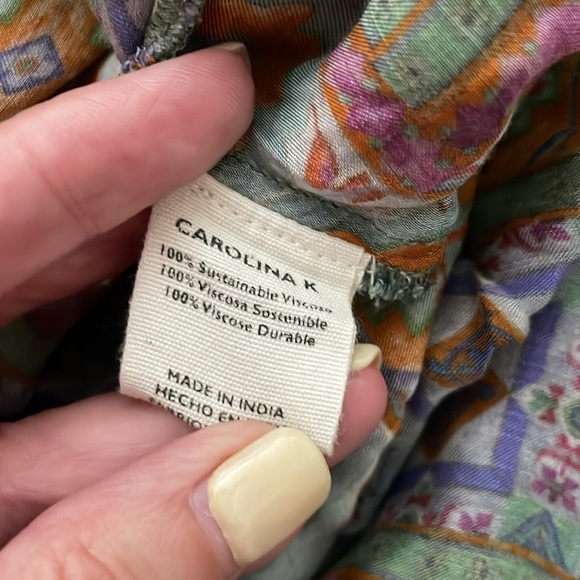 CAROLINA K
100% Sustainable Viscose
100% Viscosa Sostenible
100% Viscose Durable
MADE IN INDIA
HECHO EN